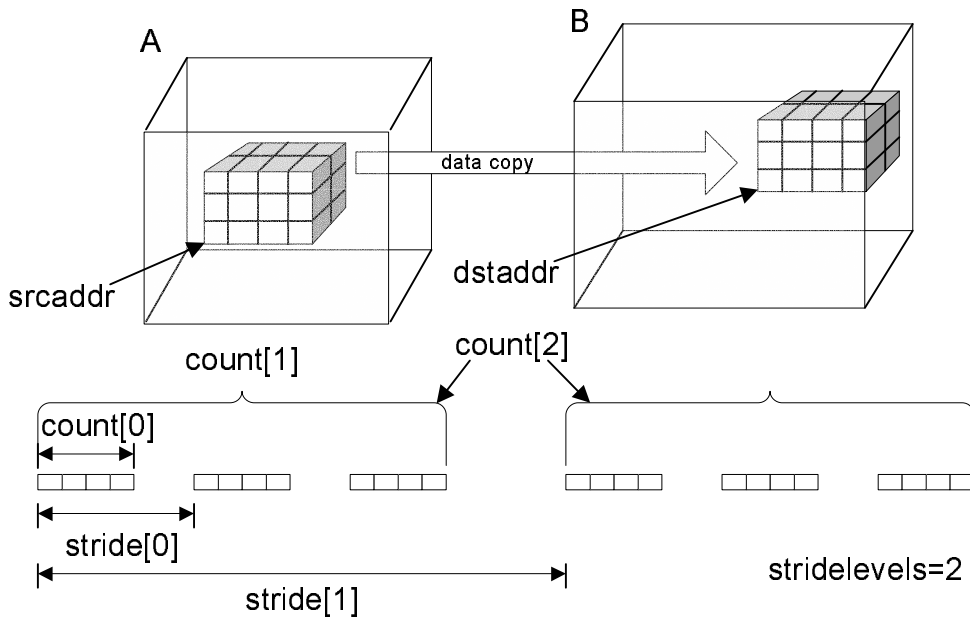 A
B
data copy
srcaddr
dstaddr
count[1]
count[2]
count[0]
stride[0]
stride[1]
stridelevels=2